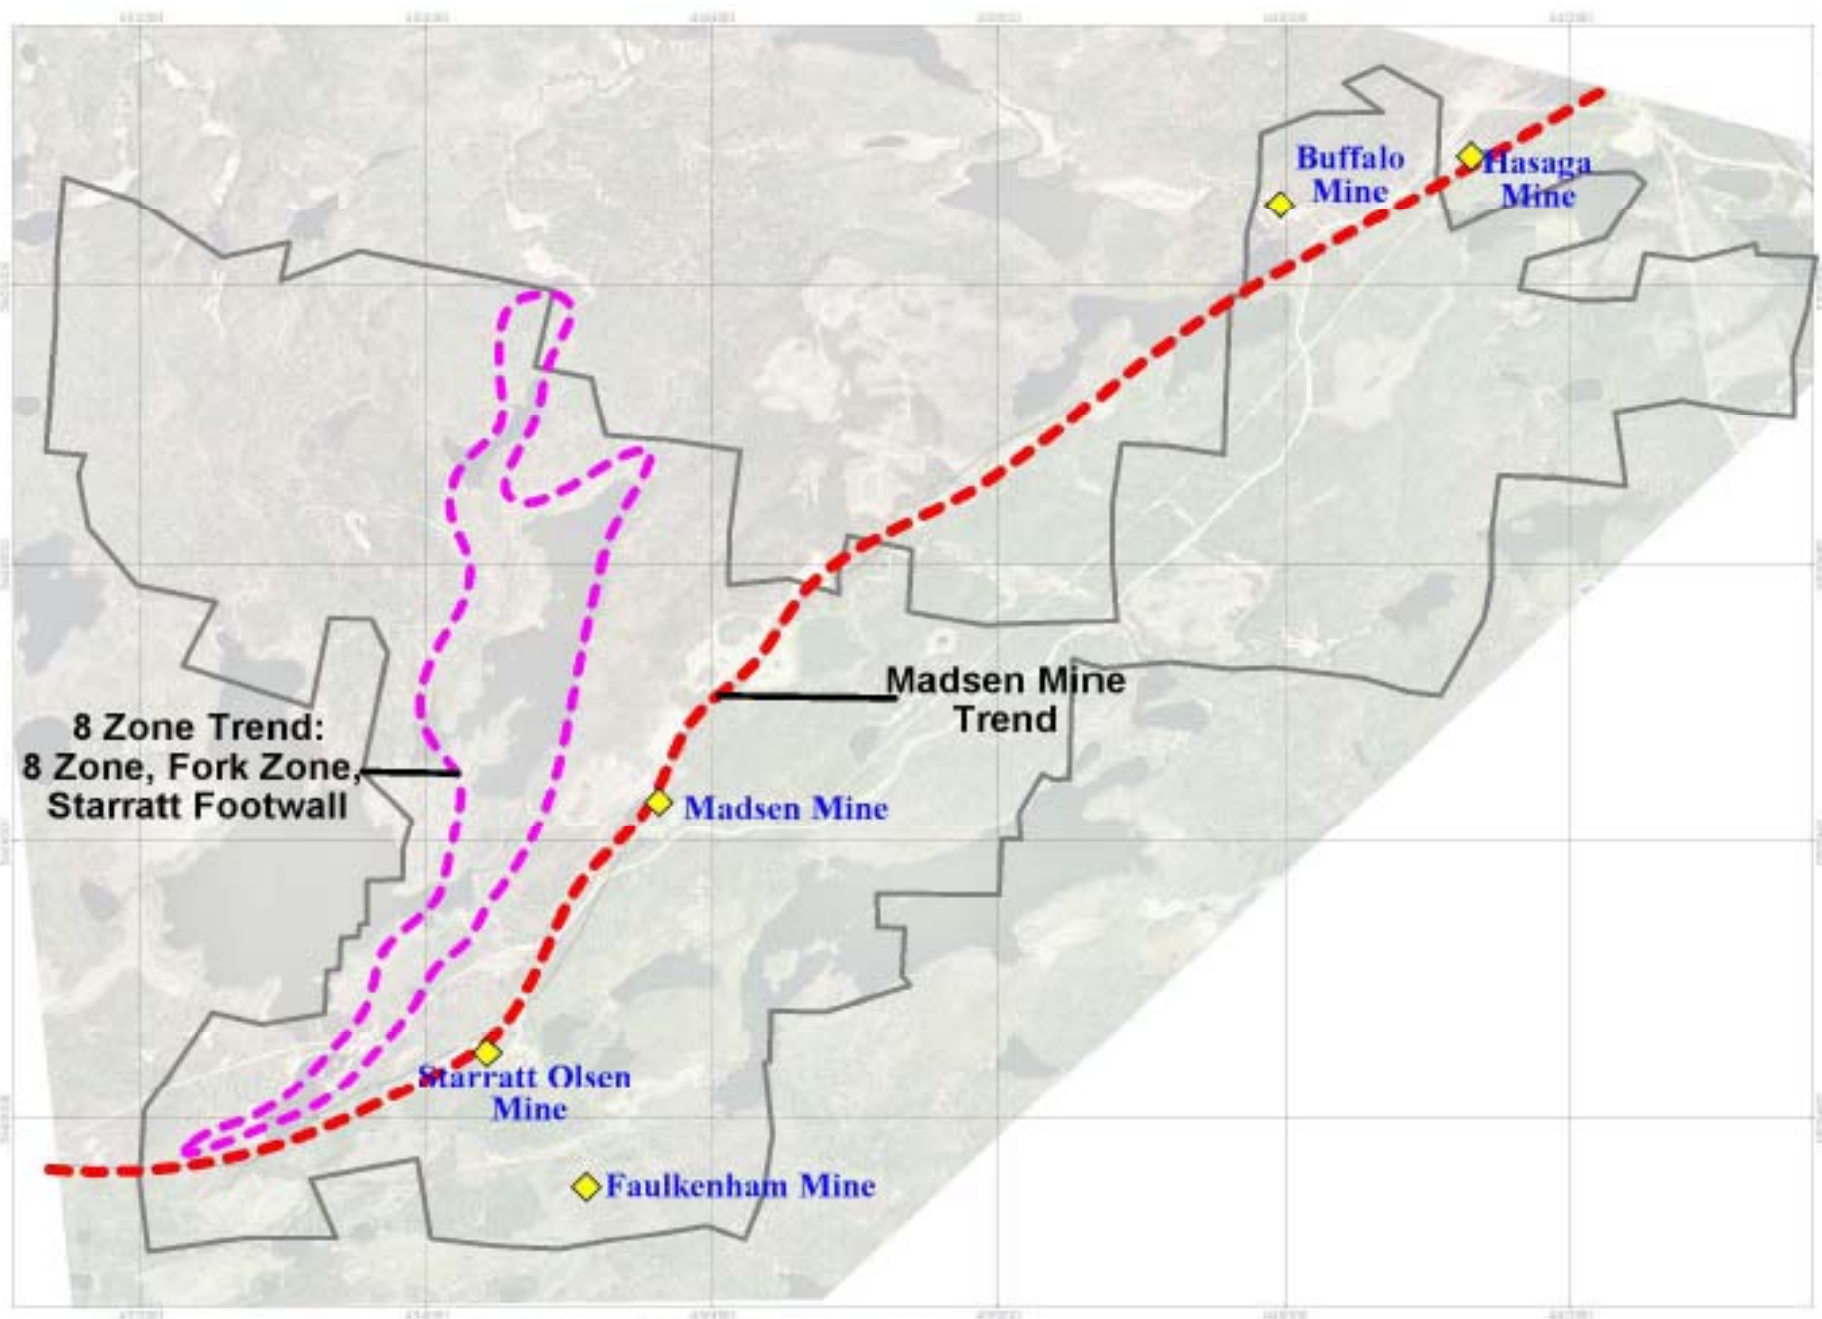 Buffalo
Mine
Hasaga
Mine
Madsen Mine
Trend
8 Zone Trend:
8 Zone, Fork Zone,
Starratt Footwall
Madsen Mine
Starratt Olsen
Mine
Faulkenham Mine